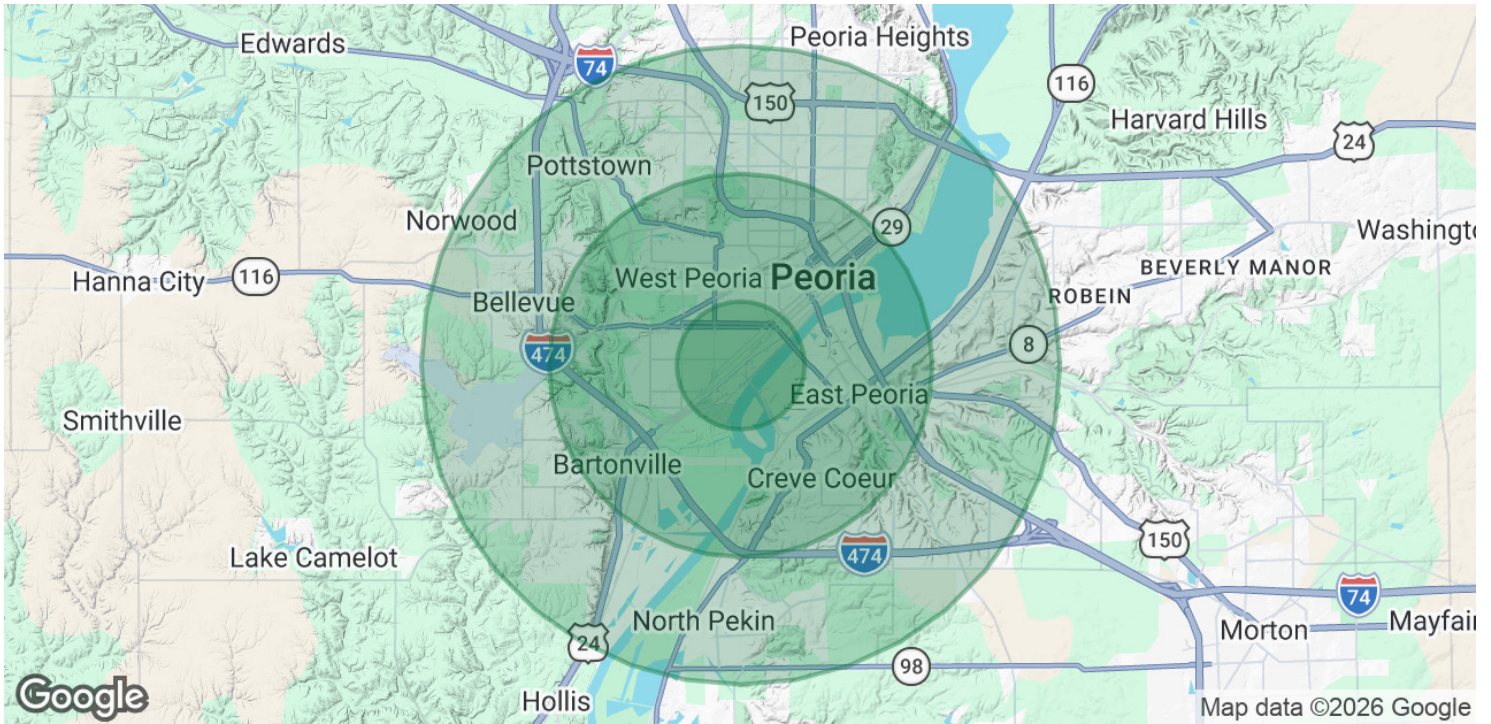 Edwards
Peoria Heights
74
116
150
Harvard Hills
24
Pottstown
Norwood
29
Washingto
Hanna City
116
West Peoria
Peoria
BEVERLY MANOR
Bellevue
ROBEIN
474
8
Smithville
East Peoria
Bartonville
Creve Coeur
Lake Camelot
474
150
74
North Pekin
24
Morton
Mayfai
98
Hollis
Google
Map data ©2026 Google